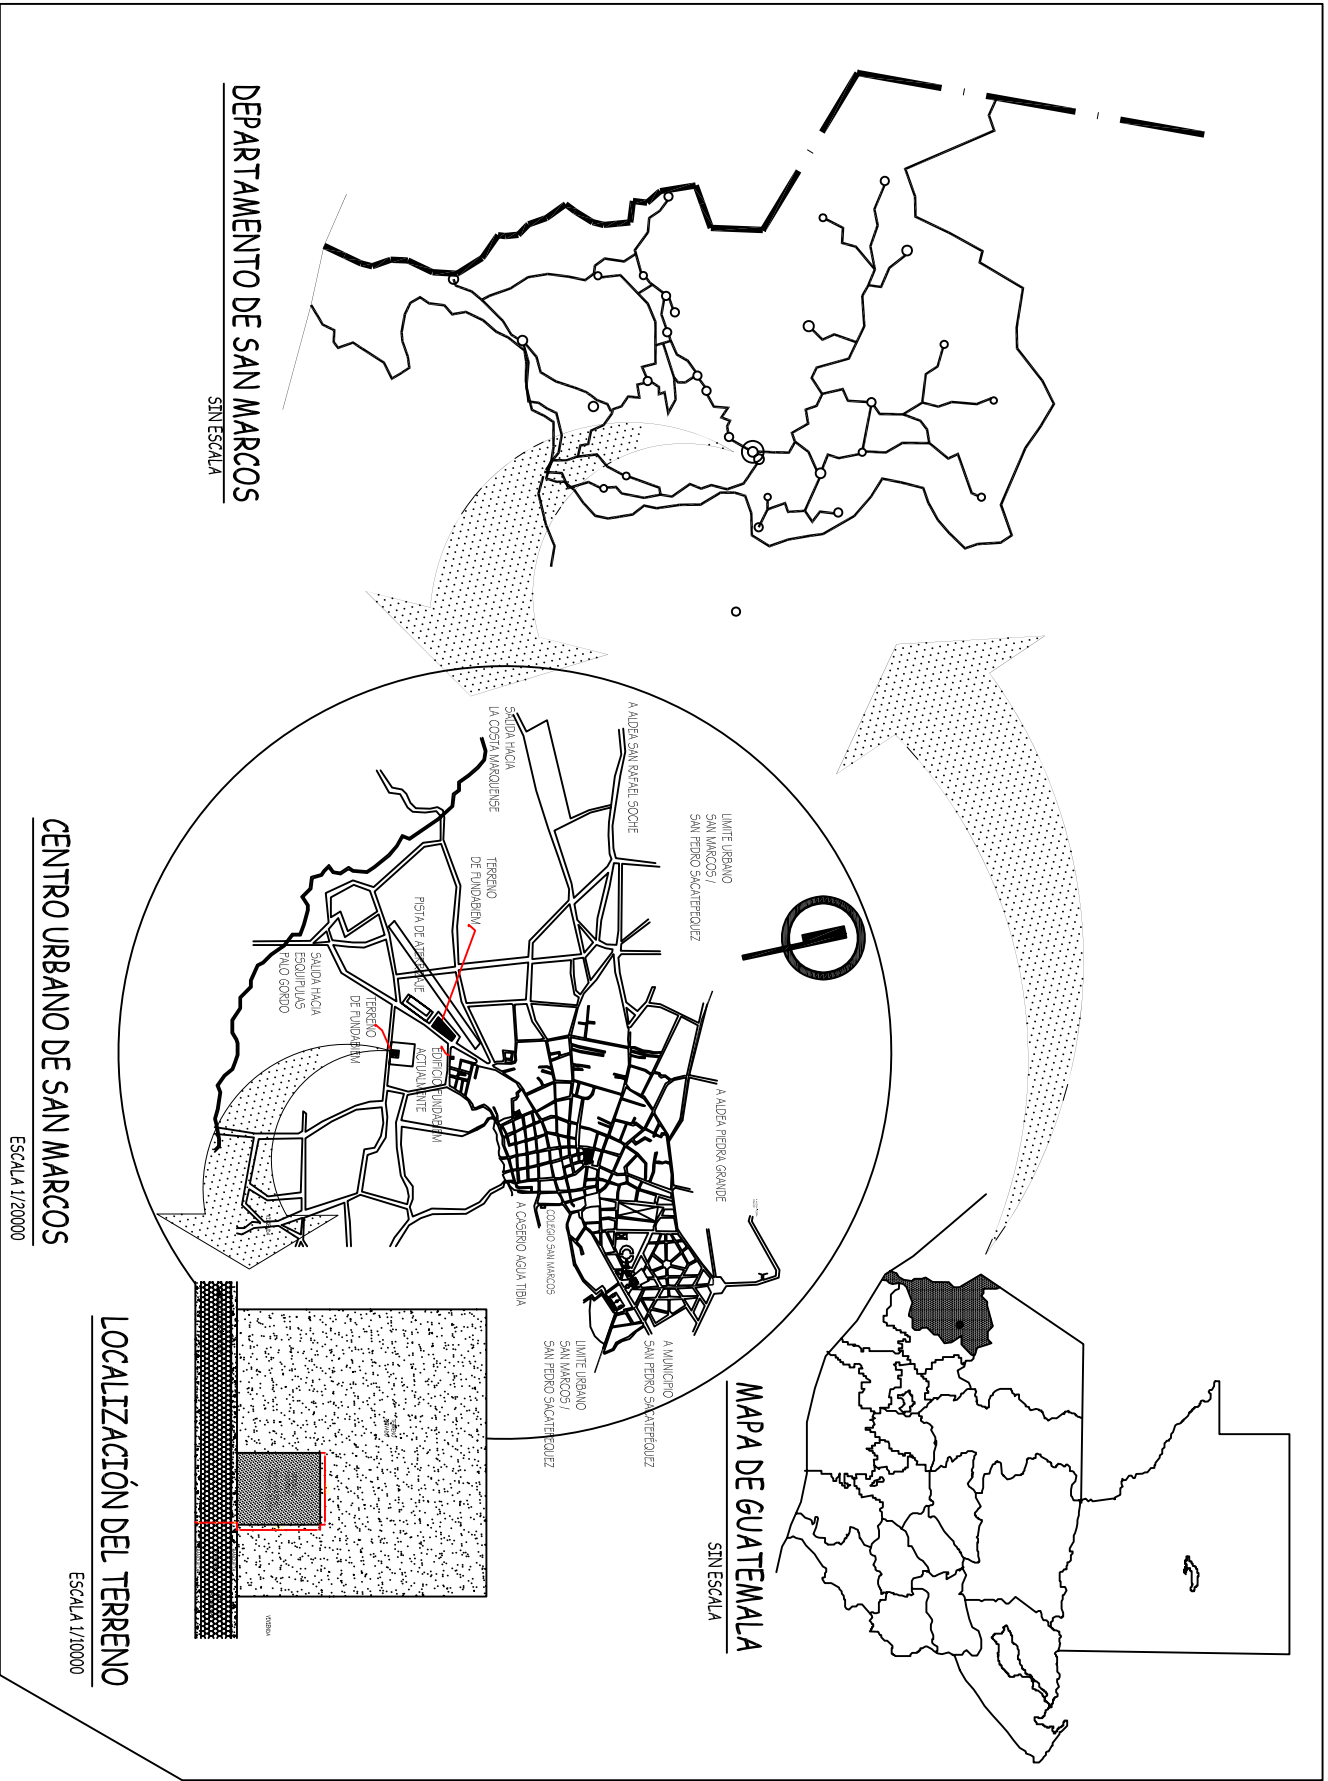 MAPA DE GUATEMALA
SIN ESCALA
DEPARTAMENTO DE SAN MARCOS
SIN ESCALA
LIMITE URBANO
SAN MARCOS /
SAN PEDRO SACATEPEQUEZ
A ALDEA SAN RAFAEL SOCHE
SALIDA HACIA
LA COSTA MARQUENSE
TERRENO
DE FUNDABIEM
PISTA DE ATERRIZAJE
SALIDA HACIA
ESQUIPULAS
PALO GORDO
TERRENO
DE FUNDABIEM
EDIFICIO FUNDABIEM
ACTUALMENTE
A ALDEA PIEDRA GRANDE
COLEGIO SAN MARCOS
A CASERIO AGUA TIBIA
A MUNICIPIO
SAN PEDRO SACATEPÉQUEZ
LIMITE URBANO
SAN MARCOS /
SAN PEDRO SACATEPEQUEZ
CENTRO URBANO DE SAN MARCOS
ESCALA 1/20000
VIVIENDA
LOCALIZACIÓN DEL TERRENO
ESCALA 1/10000